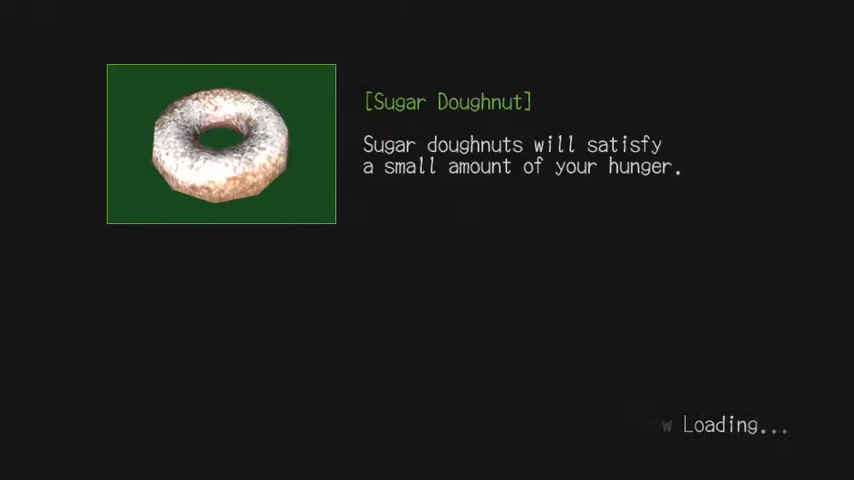 [Sugar Doughnut]
Sugar doughnuts will satisfy
a small amount of your hunger.
Loading...